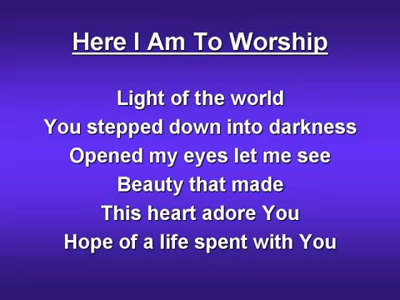 Here I Am To Worship
Light of the world
You stepped down into darkness
Opened my eyes let me see
Beauty that made
This heart adore You
Hope of a life spent with You